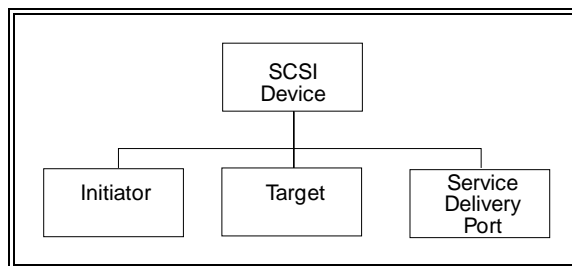 SCSI
Device
Initiator
Target
Service
Delivery
Port